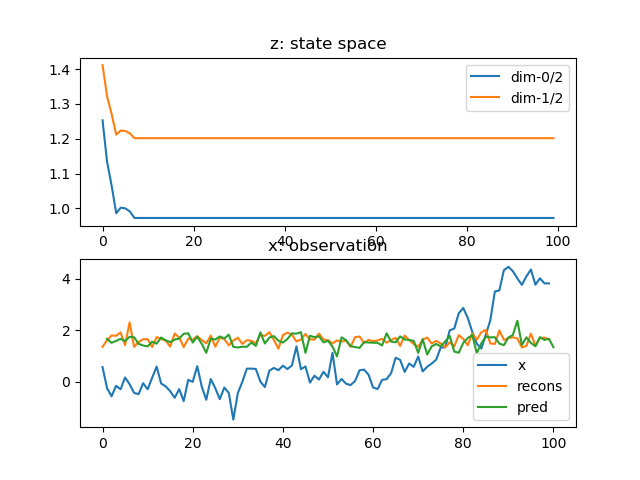 z: state space
1.4
1.3
1.2
1.1
1.0
dim-0/2
dim-1/2
0 20 40 60 80 100
x: observation
4
2
0
x
recons
pred
0 20 40 60 80 100